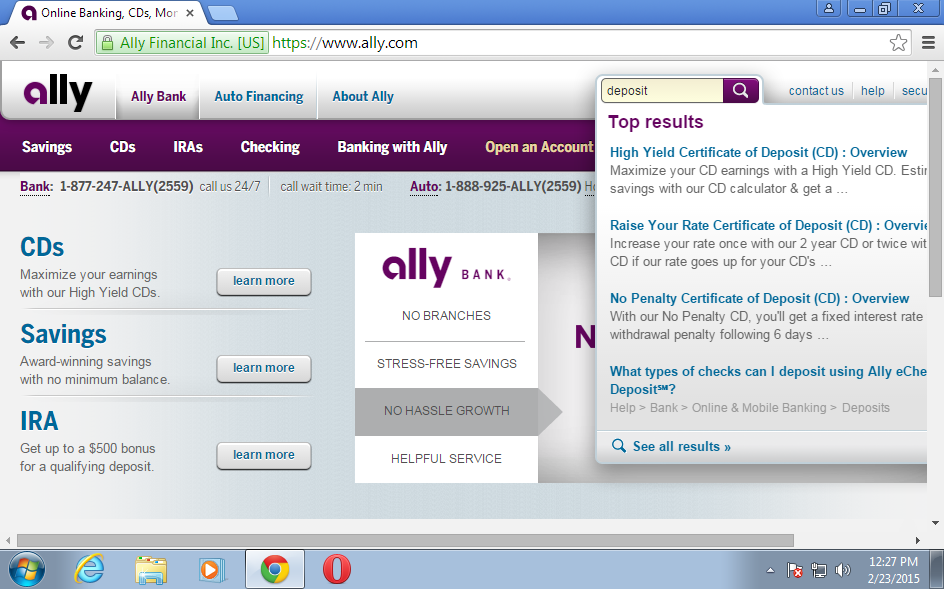 Online Banking, CDs, Mor
Ally Financial Inc. [US] https://www.ally.com
ally
Ally Bank Auto Financing About Ally
deposit
contact us help secu
Savings CDs IRAs Checking Banking with Ally Open an Account
Bank: 1-877-247-ALLY(2559) call us 24/7 call wait time: 2 min Auto: 1-888-925-ALLY(2559) Ho
Top results
High Yield Certificate of Deposit (CD) : Overview
Maximize your CD earnings with a High Yield CD. Estin
savings with our CD calculator & get a ...
Raise Your Rate Certificate of Deposit (CD) : Overvie
Increase your rate once with our 2 year CD or twice wit
CD if our rate goes up for your CD's ...
No Penalty Certificate of Deposit (CD) : Overview
With our No Penalty CD, you'll get a fixed interest rate
withdrawal penalty following 6 days ...
What types of checks can I deposit using Ally eChe
Deposit℠?
Help > Bank > Online & Mobile Banking > Deposits
See all results »
CDs
Maximize your earnings
with our High Yield CDs.
learn more
Savings
Award-winning savings
with no minimum balance.
learn more
IRA
Get up to a $500 bonus
for a qualifying deposit.
learn more
ally BANK.
NO BRANCHES
STRESS-FREE SAVINGS
NO HASSLE GROWTH
HELPFUL SERVICE
N
12:27 PM
2/23/2015